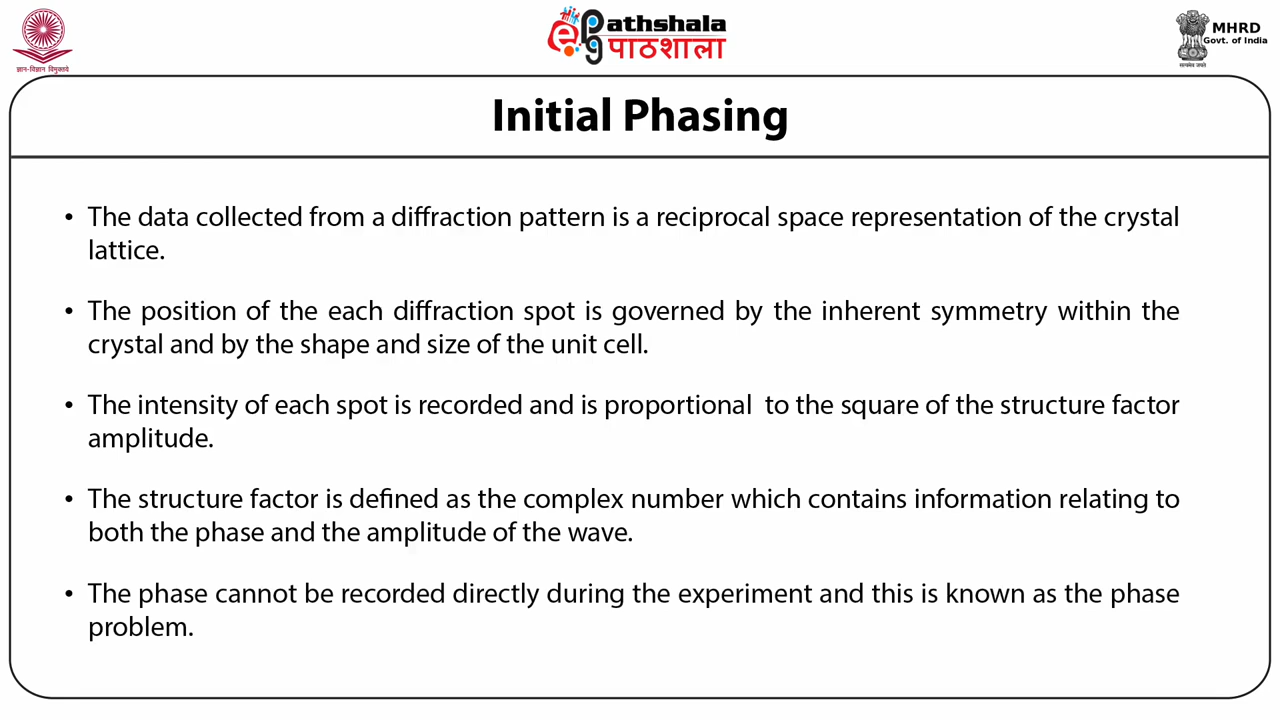 ज्ञान-विज्ञान विमुक्तये
ePathshala
पाठशाला
MHRD
Govt. of India
सत्यमेव जयते
Initial Phasing
• The data collected from a diffraction pattern is a reciprocal space representation of the crystal
lattice.
• The position of the each diffraction spot is governed by the inherent symmetry within the
crystal and by the shape and size of the unit cell.
• The intensity of each spot is recorded and is proportional  to the square of the structure factor
amplitude.
• The structure factor is defined as the complex number which contains information relating to
both the phase and the amplitude of the wave.
• The phase cannot be recorded directly during the experiment and this is known as the phase
problem.